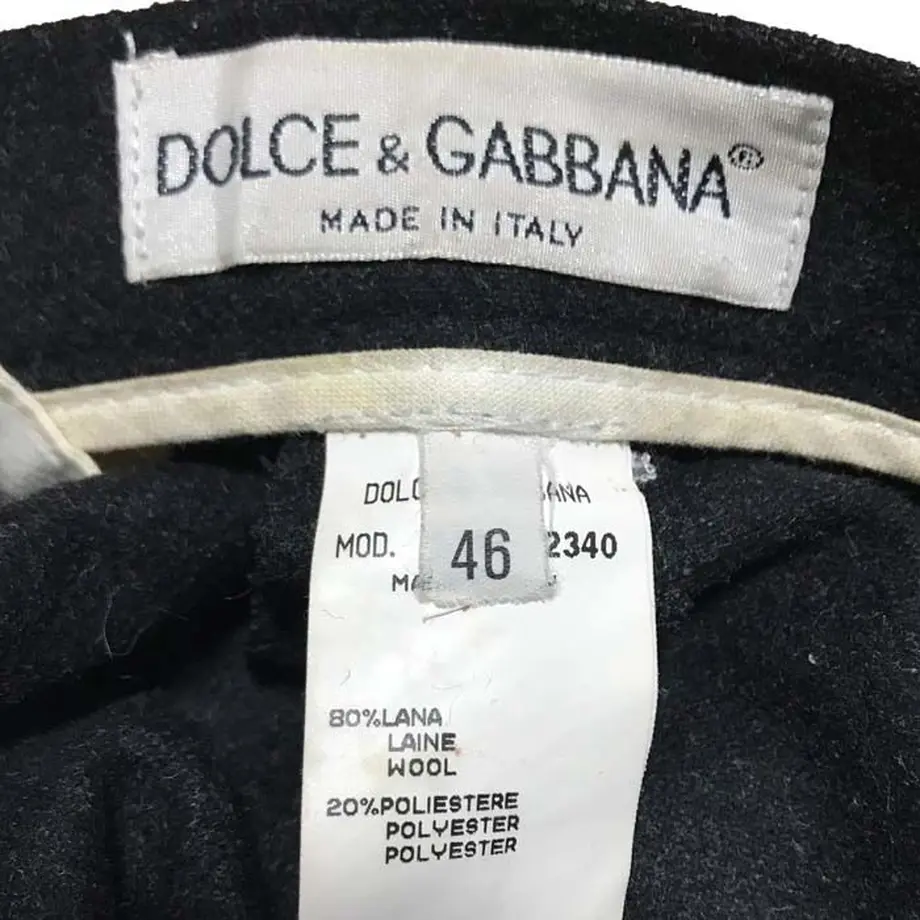 DOLCE & GABBANA®
MADE IN ITALY
MOD. 46 2340
80%LANA
LAINE
WOOL
20%POLIESTERE
POLYESTER
POLYESTER